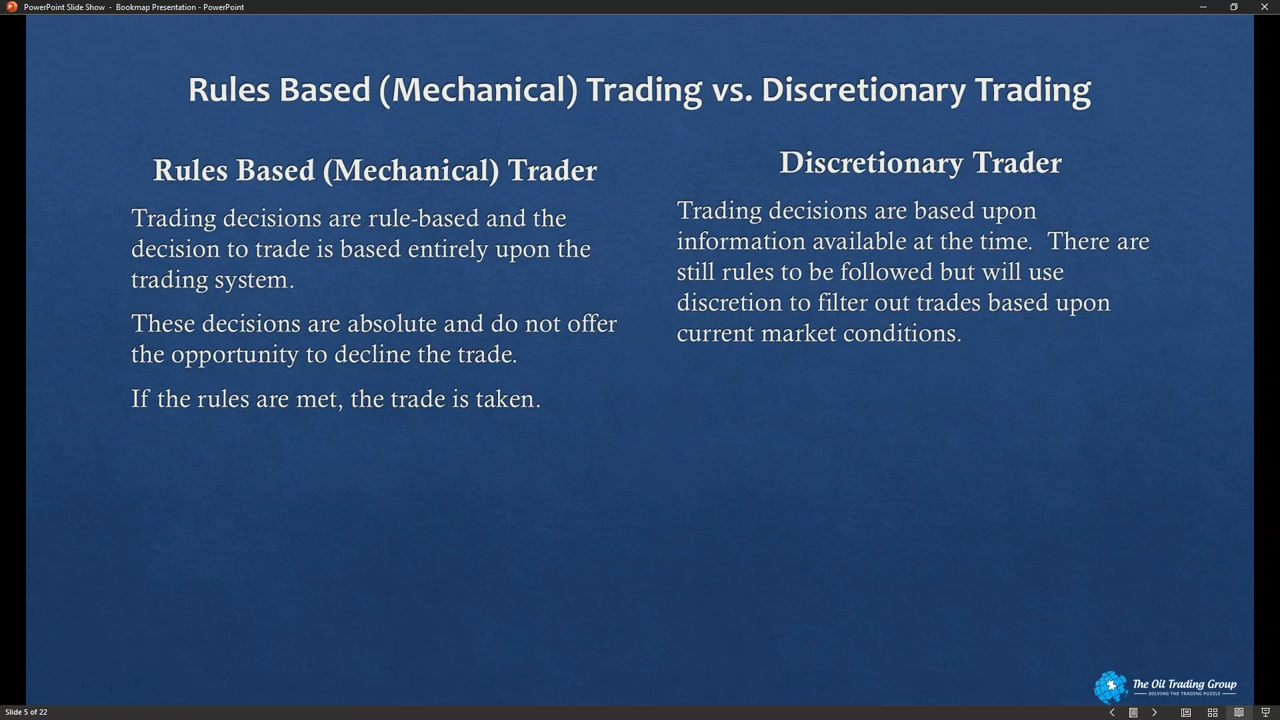 PowerPoint Slide Show - Bookmap Presentation - PowerPoint
Rules Based (Mechanical) Trading vs. Discretionary Trading
Rules Based (Mechanical) Trader
Trading decisions are rule-based and the
decision to trade is based entirely upon the
trading system.
These decisions are absolute and do not offer
the opportunity to decline the trade.
If the rules are met, the trade is taken.
Discretionary Trader
Trading decisions are based upon
information available at the time.  There are
still rules to be followed but will use
discretion to filter out trades based upon
current market conditions.
The Oil Trading Group
SOLVING THE TRADING PUZZLE
Slide 5 of 22